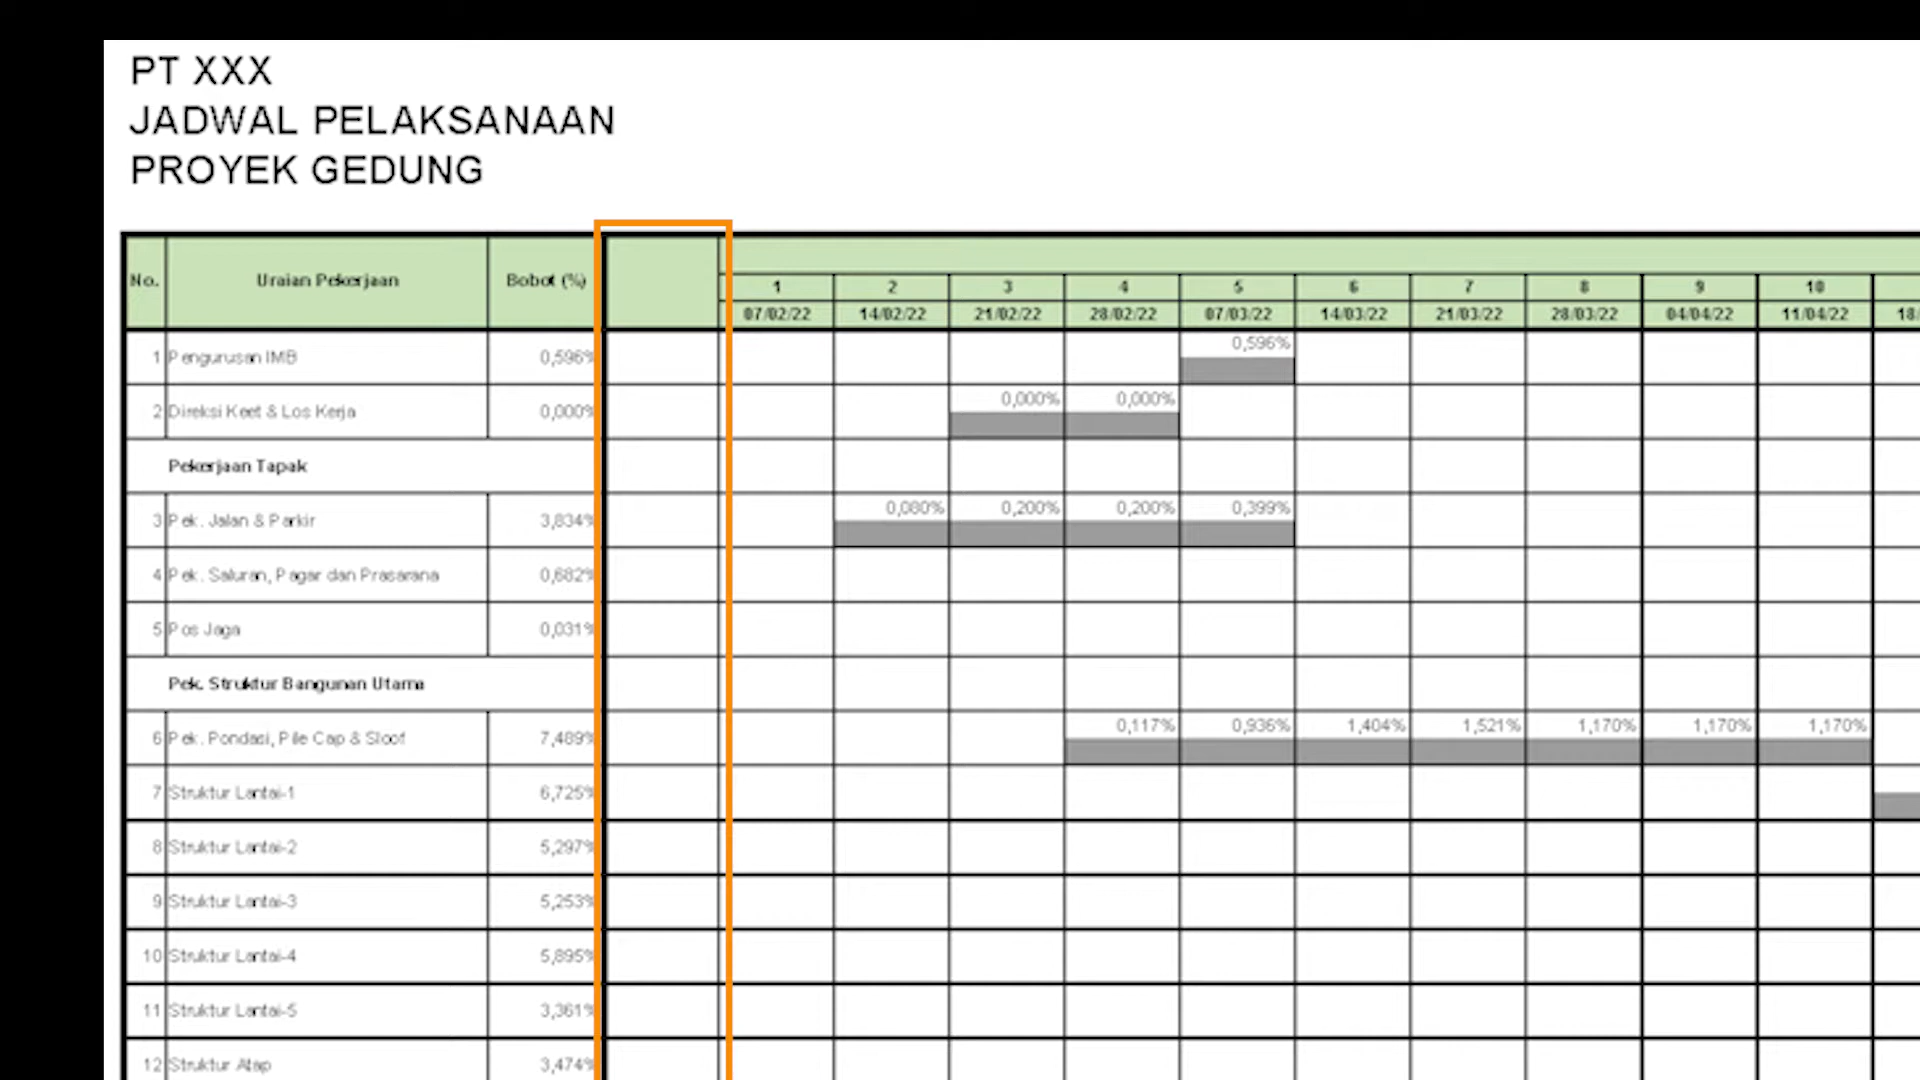 PT XXX
JADWAL PELAKSANAAN
PROYEK GEDUNG
No. Uraian Pekerjaan Bobot (%)
1 2 3 4 5 6 7 8 9 10
07/02/22 14/02/22 21/02/22 28/02/22 07/03/22 14/03/22 21/03/22 28/03/22 04/04/22 11/04/22 18/
1 Pengurusan IMB 0,596% 0,596%
2 Direksi Keet & Los Kerja 0,000% 0,000% 0,000%
Pekerjaan Tapak
3 Pek. Jalan & Parkir 3,834% 0,080% 0,200% 0,200% 0,399%
4 Pek. Saluran, Pagar dan Prasarana 0,682%
5 Pos Jaga 0,031%
Pek. Struktur Bangunan Utama
6 Pek. Pondasi, Pile Cap & Sloof 7,489% 0,117% 0,936% 1,404% 1,521% 1,170% 1,170% 1,170%
7 Struktur Lantai-1 6,725%
8 Struktur Lantai-2 5,297%
9 Struktur Lantai-3 5,253%
10 Struktur Lantai-4 5,895%
11 Struktur Lantai-5 3,361%
12 Struktur Atap 3,474%